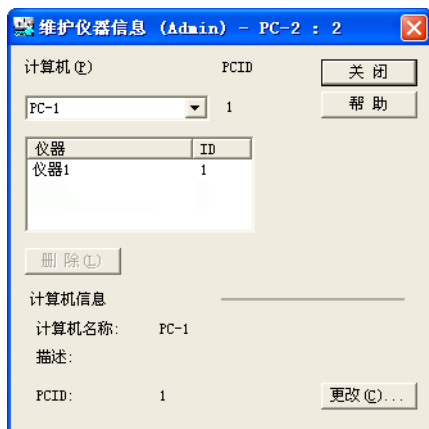 维护仪器信息 (Admin) - PC-2 : 2
计算机(P) PCID 关 闭
PC-1 1 帮 助
仪器 ID
仪器1 1
删 除(L)
计算机信息
计算机名称: PC-1
描述:
PCID: 1 更改(C)...